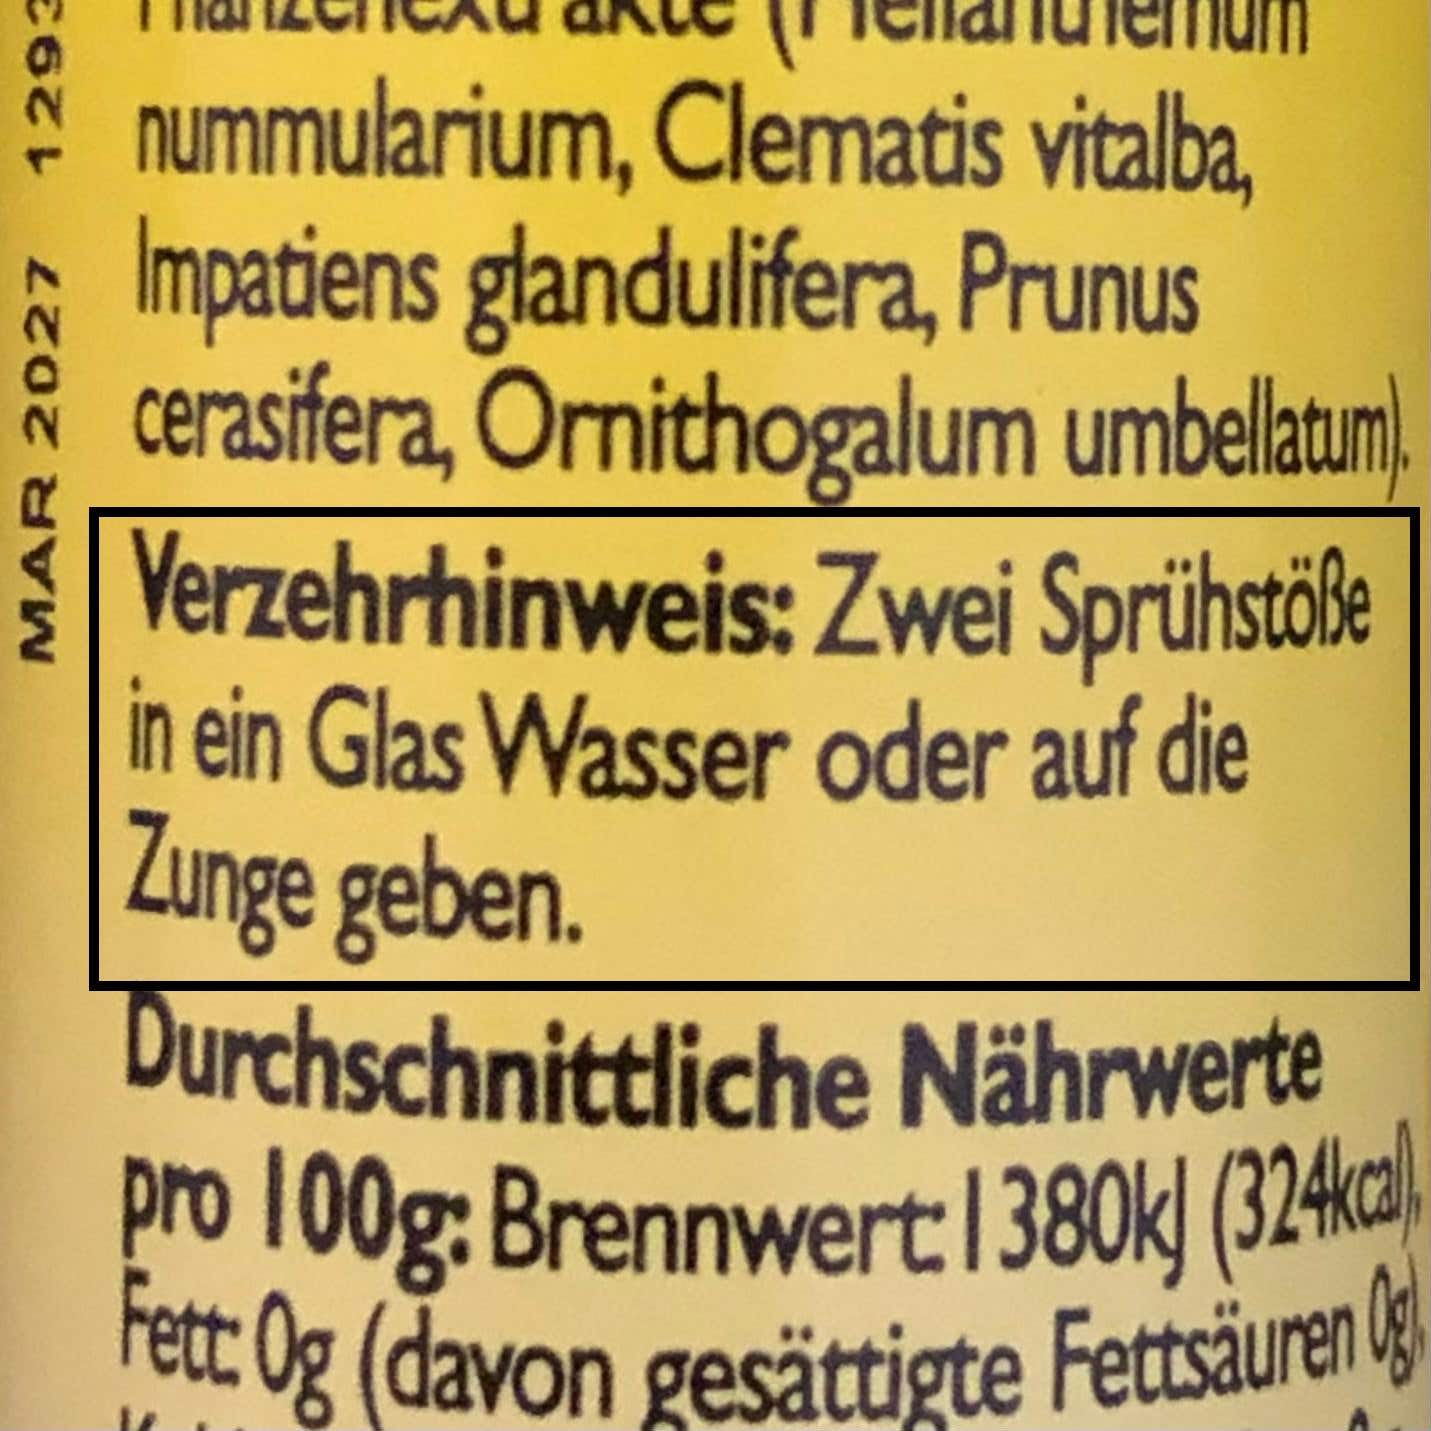 nummularium, Clematis vitalba,
Impatiens glandulifera, Prunus
cerasifera, Ornithogalum umbellatum).
Verzehrhinweis: Zwei Sprühstöße
in ein Glas Wasser oder auf die
Zunge geben.
Durchschnittliche Nährwerte
pro 100g: Brennwert: 1380kJ (324kcal),
Fett: 0g (davon gesättigte Fettsäuren 0g),
MAR 2027 1293